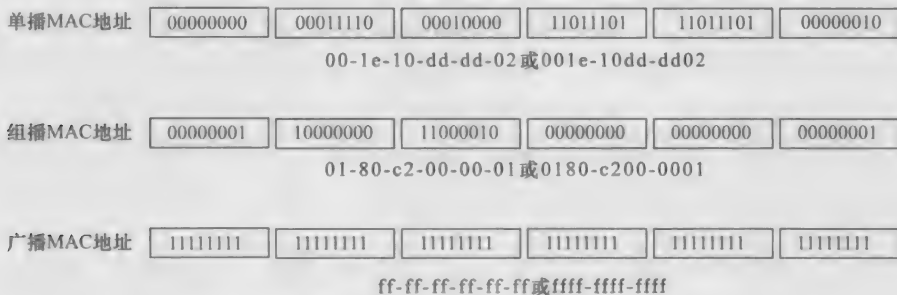 单播MAC地址 00000000 00011110 00010000 11011101 11011101 00000010
00-1e-10-dd-dd-02或001e-10dd-dd02
组播MAC地址 00000001 10000000 11000010 00000000 00000000 00000001
01-80-c2-00-00-01或0180-c200-0001
广播MAC地址 11111111 11111111 11111111 11111111 11111111 11111111
ff-ff-ff-ff-ff-ff或ffff-ffff-ffff